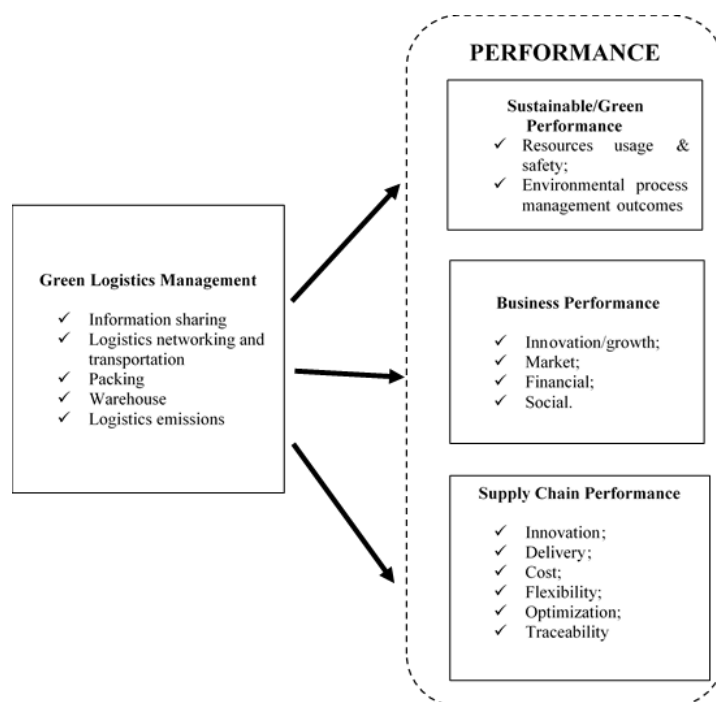 PERFORMANCE
Sustainable/Green
Performance
✓ Resources usage &
safety;
✓ Environmental process
management outcomes
Green Logistics Management
✓ Information sharing
✓ Logistics networking and
transportation
✓ Packing
✓ Warehouse
✓ Logistics emissions
Business Performance
✓ Innovation/growth;
✓ Market;
✓ Financial;
✓ Social.
Supply Chain Performance
✓ Innovation;
✓ Delivery;
✓ Cost;
✓ Flexibility;
✓ Optimization;
✓ Traceability